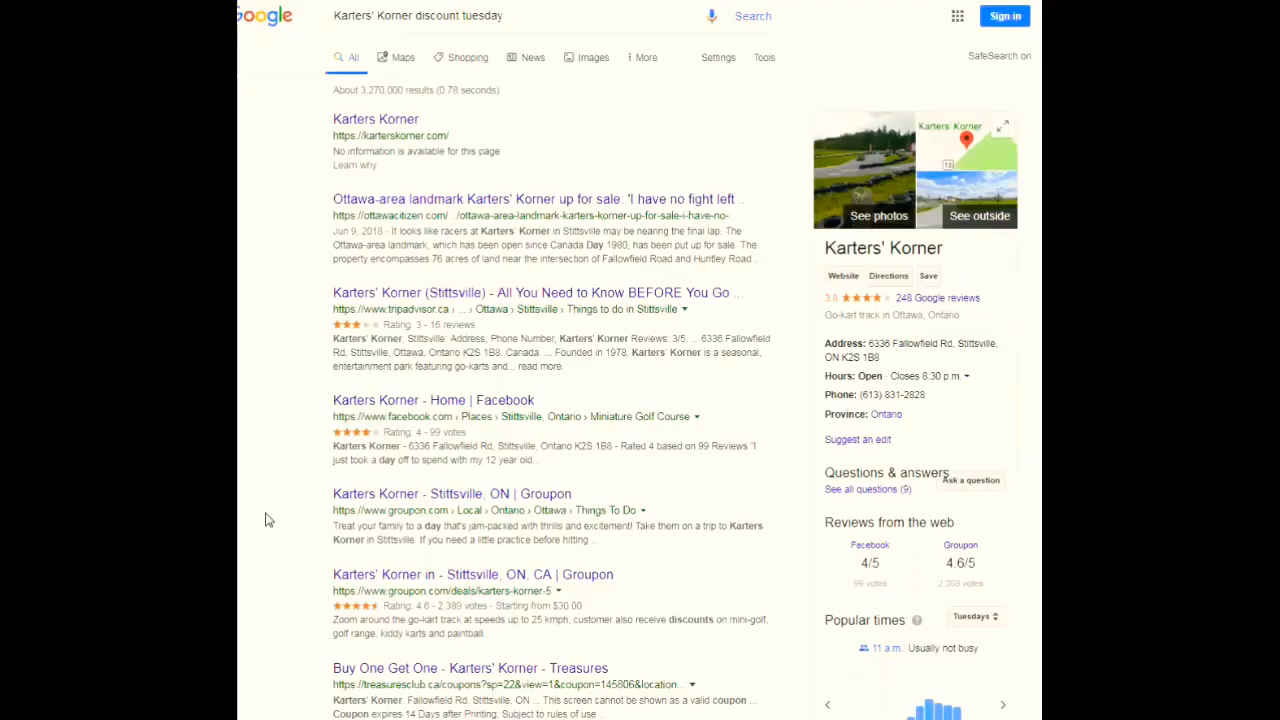 Google
Karters' Korner discount tuesday
Search
Sign in
All
Maps
Shopping
News
Images
More
Settings
Tools
SafeSearch on
About 3,270,000 results (0.78 seconds)
Karters Korner
https://karterskorner.com/
No information is available for this page
Learn why
Ottawa-area landmark Karters' Korner up for sale: 'I have no fight left ...
https://ottawacitizen.com/.../ottawa-area-landmark-karters-korner-up-for-sale-i-have-no-
Jun 9, 2018 - It looks like racers at Karters' Korner in Stittsville may be nearing the final lap. The
Ottawa-area landmark, which has been open since Canada Day 1980, has been put up for sale. The
property encompasses 76 acres of land near the intersection of Fallowfield Road and Huntley Road ...
Karters' Korner (Stittsville) - All You Need to Know BEFORE You Go ...
https://www.tripadvisor.ca › ... › Ottawa › Stittsville › Things to do in Stittsville
Rating: 3 - 16 reviews
Karters' Korner, Stittsville: Address, Phone Number, Karters' Korner Reviews: 3/5. ... 6336 Fallowfield
Rd, Stittsville, Ottawa, Ontario K2S 1B8. Canada. ... Founded in 1978, Karters' Korner is a seasonal,
entertainment park featuring go-karts and... read more.
Karters Korner - Home | Facebook
https://www.facebook.com › Places › Stittsville, Ontario › Miniature Golf Course
Rating: 4 - 99 votes
Karters Korner - 6336 Fallowfield Rd, Stittsville, Ontario K2S 1B8 - Rated 4 based on 99 Reviews "I
just took a day off to spend with my 12 year old...
Karters Korner - Stittsville, ON | Groupon
https://www.groupon.com › Local › Ontario › Ottawa › Things To Do
Treat your family to a day that's jam-packed with thrills and excitement! Take them on a trip to Karters
Korner in Stittsville. If you need a little practice before hitting ...
Karters' Korner in - Stittsville, ON, CA | Groupon
https://www.groupon.com/deals/karters-korner-5
Rating: 4.6 - 2,389 votes - Starting from $30.00
Zoom around the go-kart track at speeds up to 25 kmph, customer also receive discounts on mini-golf,
golf range, kiddy karts and paintball.
Buy One Get One - Karters' Korner - Treasures
https://treasuresclub.ca/coupons?sp=22&view=1&coupon=145806&location...
Karters' Korner. Fallowfield Rd. Stittsville, ON ... This screen cannot be shown as a valid coupon ...
Coupon expires 14 Days after Printing; Subject to rules of use ...
Karters' Korner
See photos
See outside
Karters' Korner
Website
Directions
Save
3.8
248 Google reviews
Go-kart track in Ottawa, Ontario
Address: 6336 Fallowfield Rd, Stittsville,
ON K2S 1B8
Hours: Open · Closes 8:30 p.m.
Phone: (613) 831-2828
Province: Ontario
Suggest an edit
Questions & answers
See all questions (9)
Ask a question
Reviews from the web
Facebook
4/5
99 votes
Groupon
4.6/5
2,389 votes
Popular times
Tuesdays
11 a.m. Usually not busy